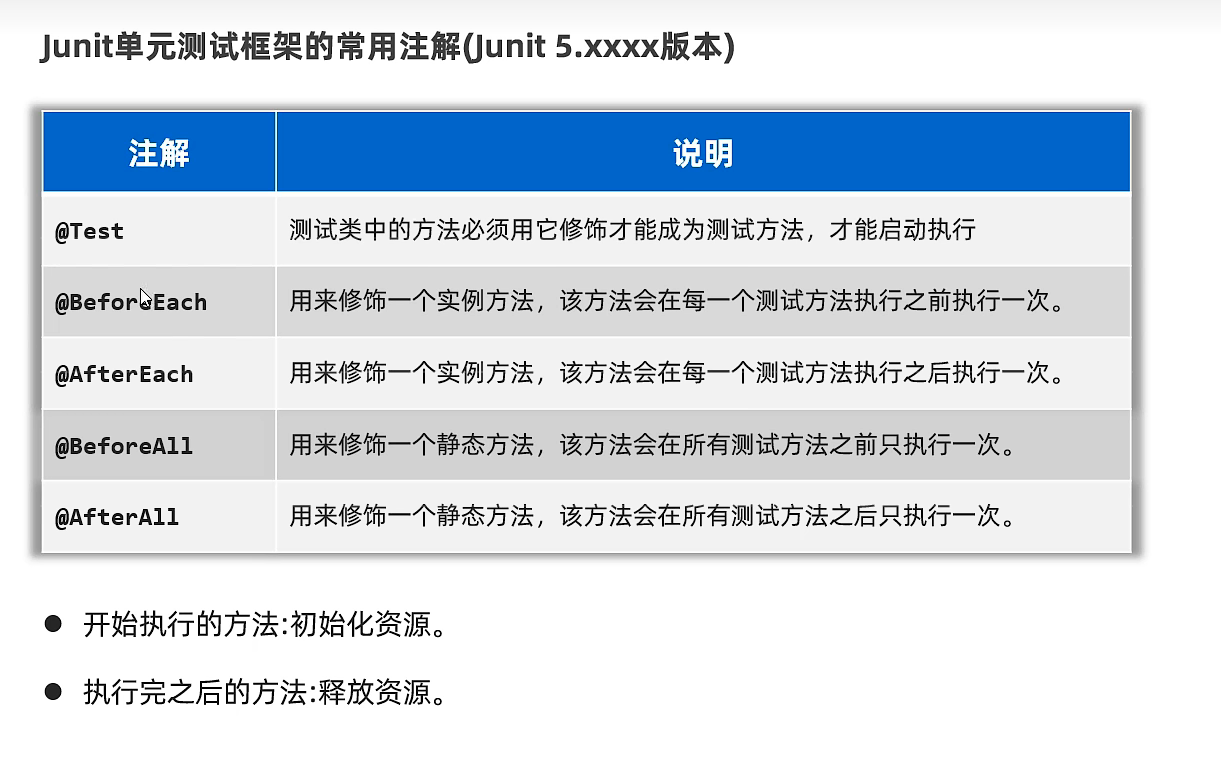 Junit单元测试框架的常用注解(Junit 5.xxxx版本)
注解 说明
@Test 测试类中的方法必须用它修饰才能成为测试方法，才能启动执行
@BeforeEach 用来修饰一个实例方法，该方法会在每一个测试方法执行之前执行一次。
@AfterEach 用来修饰一个实例方法，该方法会在每一个测试方法执行之后执行一次。
@BeforeAll 用来修饰一个静态方法，该方法会在所有测试方法之前只执行一次。
@AfterAll 用来修饰一个静态方法，该方法会在所有测试方法之后只执行一次。
● 开始执行的方法:初始化资源。
● 执行完之后的方法:释放资源。